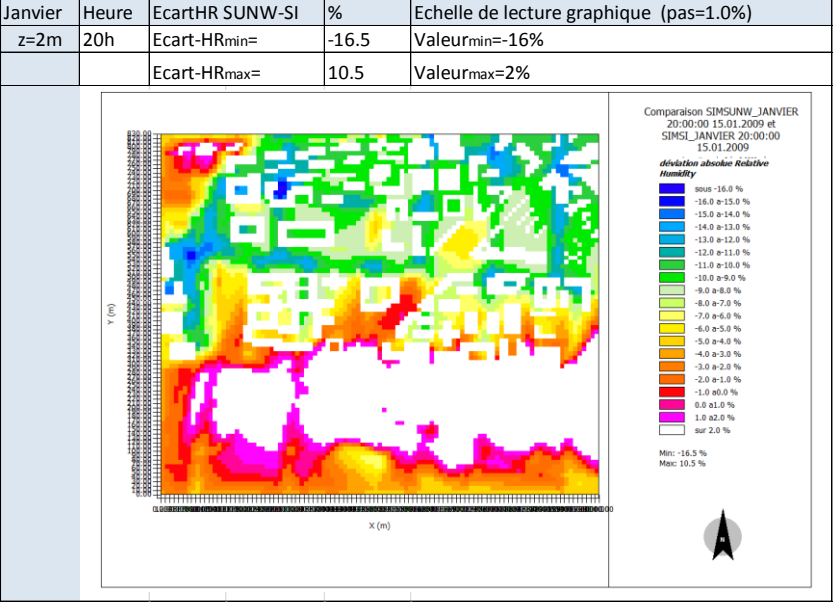 Janvier Heure EcartHR SUNW-SI % Echelle de lecture graphique (pas=1.0%)
z=2m 20h Ecart-HRmin= -16.5 Valeurmin=-16%
Ecart-HRmax= 10.5 Valeurmax=2%
Comparaison SIMSUNW_JANVIER
20:00:00 15.01.2009 et
SIMSI_JANVIER 20:00:00
15.01.2009
déviation absolue Relative
Humidity
sous -16.0 %
-16.0 a-15.0 %
-15.0 a-14.0 %
-14.0 a-13.0 %
-13.0 a-12.0 %
-12.0 a-11.0 %
-11.0 a-10.0 %
-10.0 a-9.0 %
-9.0 a-8.0 %
-8.0 a-7.0 %
-7.0 a-6.0 %
-6.0 a-5.0 %
-5.0 a-4.0 %
-4.0 a-3.0 %
-3.0 a-2.0 %
-2.0 a-1.0 %
-1.0 a0.0 %
0.0 a1.0 %
1.0 a2.0 %
sur 2.0 %
Min: -16.5 %
Max: 10.5 %
Y (m)
X (m)
N